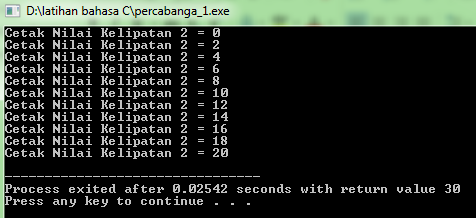 D:\latihan bahasa C\percabanga_1.exe
Cetak Nilai Kelipatan 2 = 0
Cetak Nilai Kelipatan 2 = 2
Cetak Nilai Kelipatan 2 = 4
Cetak Nilai Kelipatan 2 = 6
Cetak Nilai Kelipatan 2 = 8
Cetak Nilai Kelipatan 2 = 10
Cetak Nilai Kelipatan 2 = 12
Cetak Nilai Kelipatan 2 = 14
Cetak Nilai Kelipatan 2 = 16
Cetak Nilai Kelipatan 2 = 18
Cetak Nilai Kelipatan 2 = 20
--------------------------------
Process exited after 0.02542 seconds with return value 30
Press any key to continue . . .